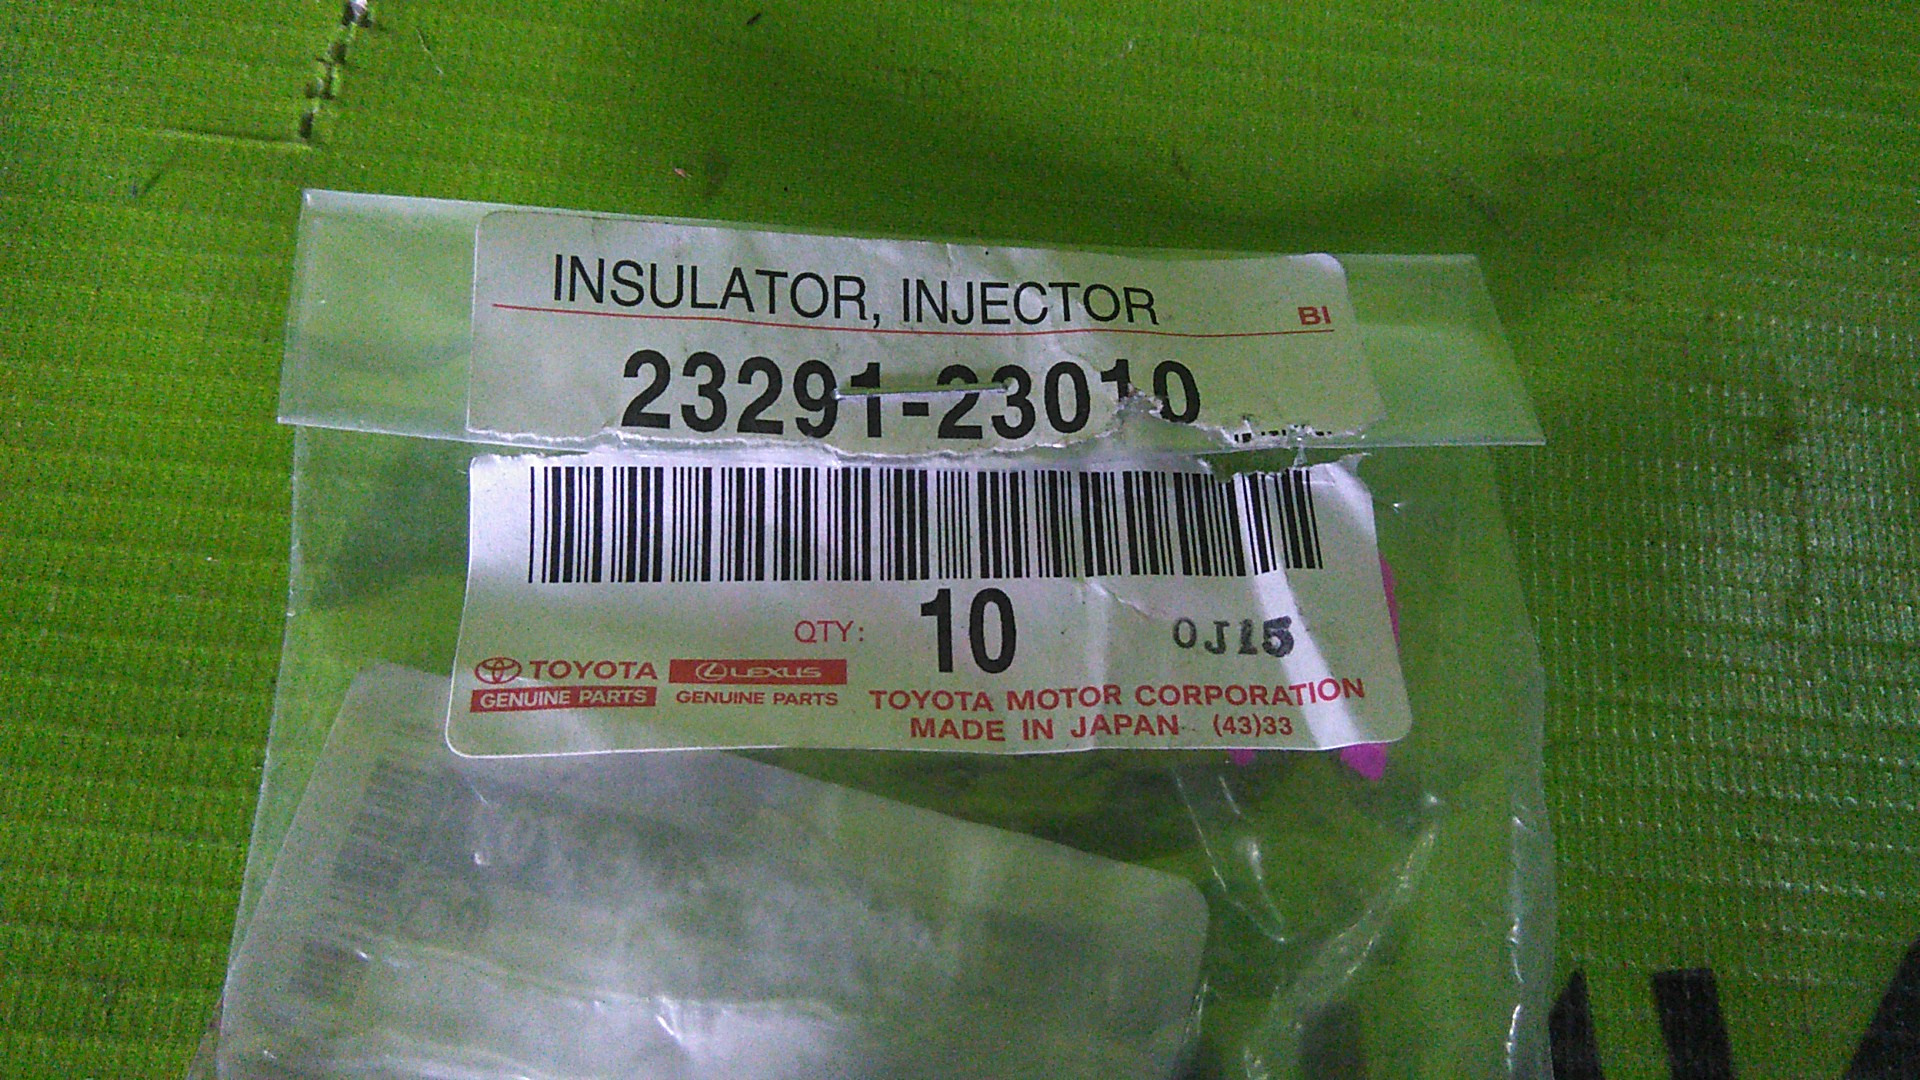 INSULATOR, INJECTOR
BI
23291-23010
QTY: 10 0J15
TOYOTA LEXUS
GENUINE PARTS GENUINE PARTS
TOYOTA MOTOR CORPORATION
MADE IN JAPAN (43)33